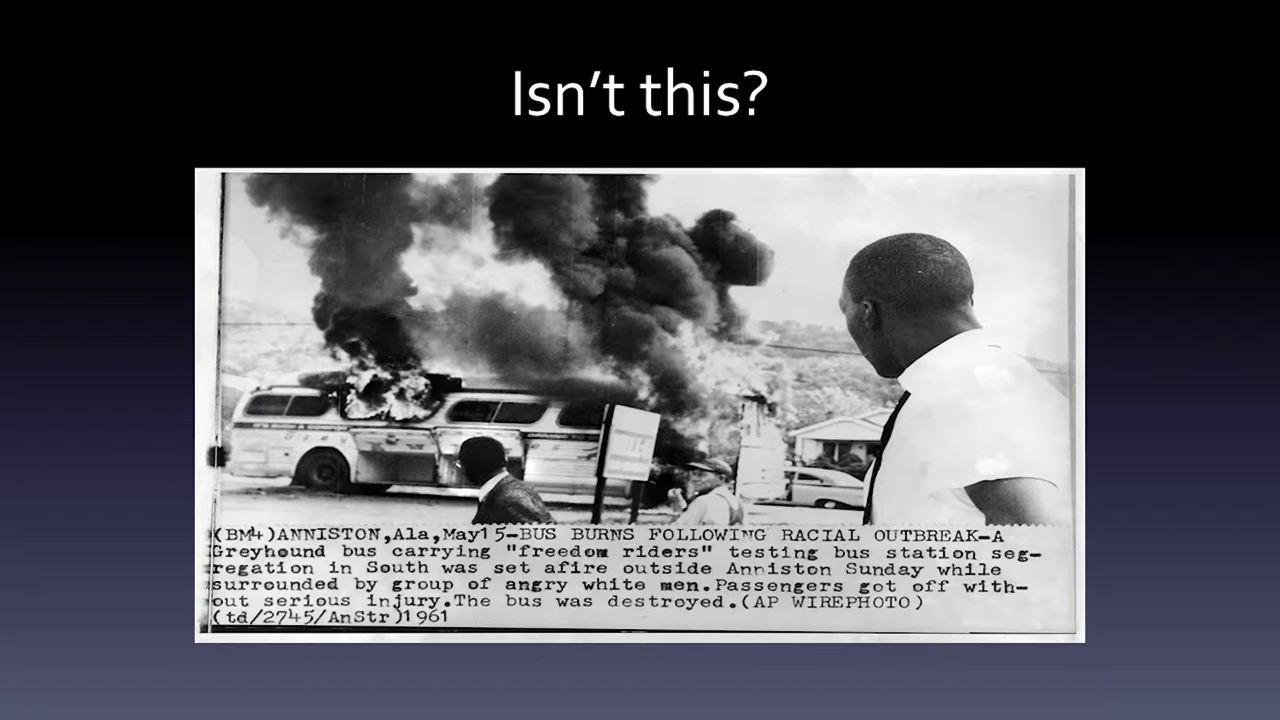 Isn't this?
(BM4)ANNISTON,Ala,May15-BUS BURNS FOLLOWING RACIAL OUTBREAK-A
Greyhound bus carrying "freedom riders" testing bus station seg-
regation in South was set afire outside Anniston Sunday while
surrounded by group of angry white men.Passengers got off with-
out serious injury.The bus was destroyed.(AP WIREPHOTO)
(td/2745/AnStr)1961